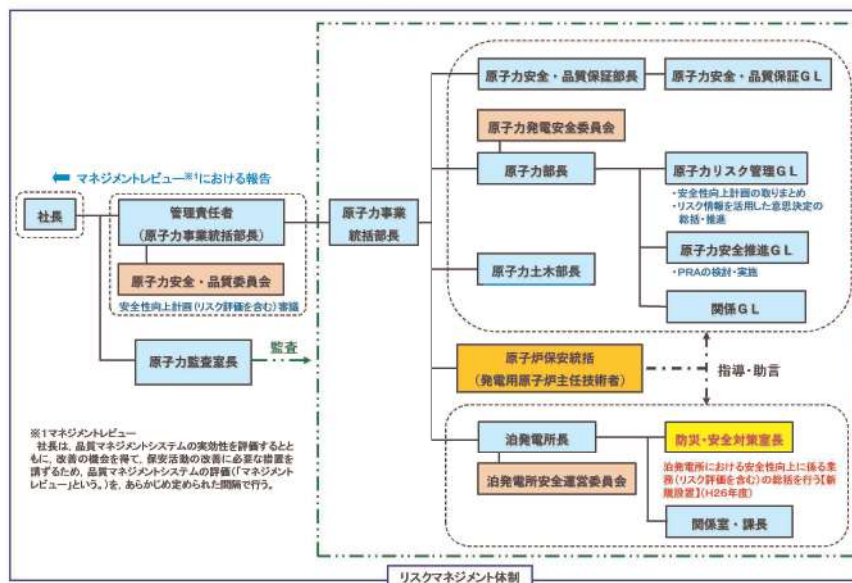 原子力安全・品質保証部長
原子力安全・品質保証GL
原子力発電安全委員会
原子力部長
原子力リスク管理GL
・安全性向上計画の取りまとめ
・リスク情報を活用した意思決定の
総括・推進
原子力安全推進GL
・PRAの検討・実施
原子力土木部長
関係GL
マネジメントレビュー※1における報告
社長
管理責任者
(原子力事業統括部長)
原子力安全・品質委員会
安全性向上計画(リスク評価を含む)審議
原子力監査室長
監査
原子力事業
統括部長
原子炉保安統括
(発電用原子炉主任技術者)
指導・助言
泊発電所長
泊発電所安全運営委員会
防災・安全対策室長
泊発電所における安全性向上に係る業
務(リスク評価を含む)の総括を行う【新
規設置】(H26年度)
関係室・課長
※1マネジメントレビュー
社長は、品質マネジメントシステムの実効性を評価するとと
もに、改善の機会を得て、保安活動の改善に必要な措置を
講ずるため、品質マネジメントシステムの評価(「マネジメント
レビュー」という。)を、あらかじめ定められた間隔で行う。
リスクマネジメント体制